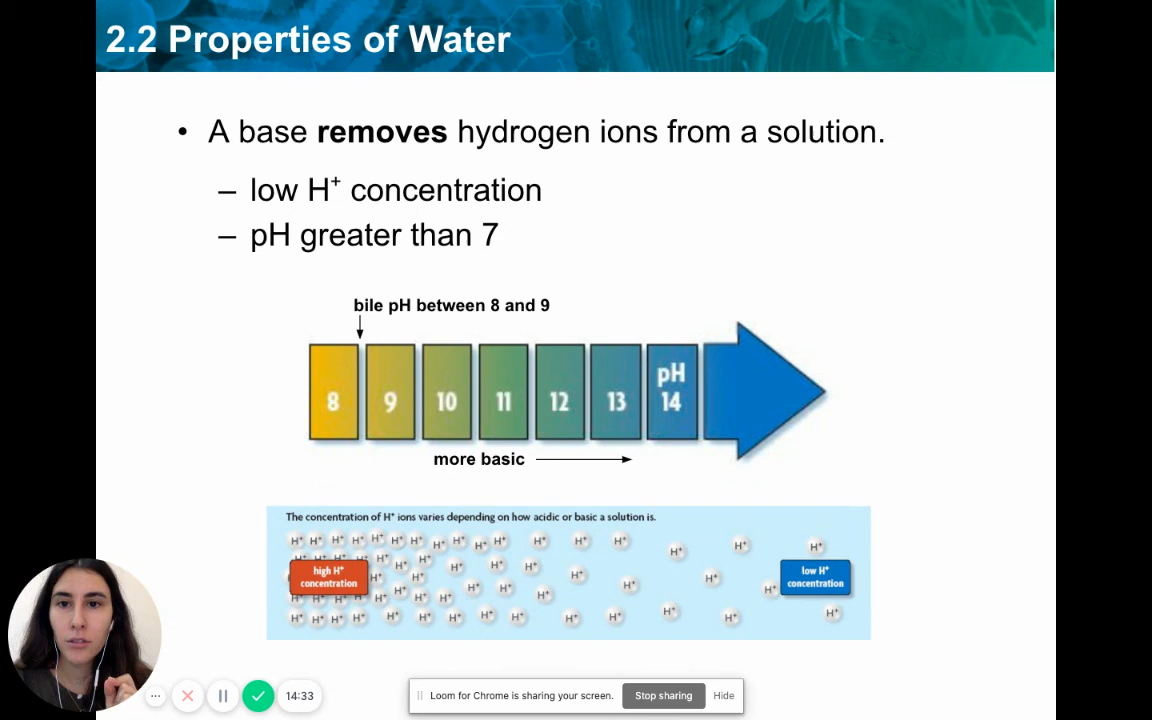 2.2 Properties of Water
• A base removes hydrogen ions from a solution.
– low H⁺ concentration
– pH greater than 7
bile pH between 8 and 9
8 9 10 11 12 13 pH 14
more basic
The concentration of H⁺ ions varies depending on how acidic or basic a solution is.
H⁺ H⁺ H⁺ H⁺ H⁺ H⁺ H⁺ H⁺ H⁺ H⁺ H⁺ H⁺ H⁺ H⁺ H⁺ H⁺ H⁺
high H⁺
concentration
low H⁺
concentration
H⁺ H⁺ H⁺ H⁺ H⁺ H⁺ H⁺ H⁺ H⁺ H⁺ H⁺ H⁺ H⁺ H⁺
14:33
Loom for Chrome is sharing your screen.
Stop sharing
Hide